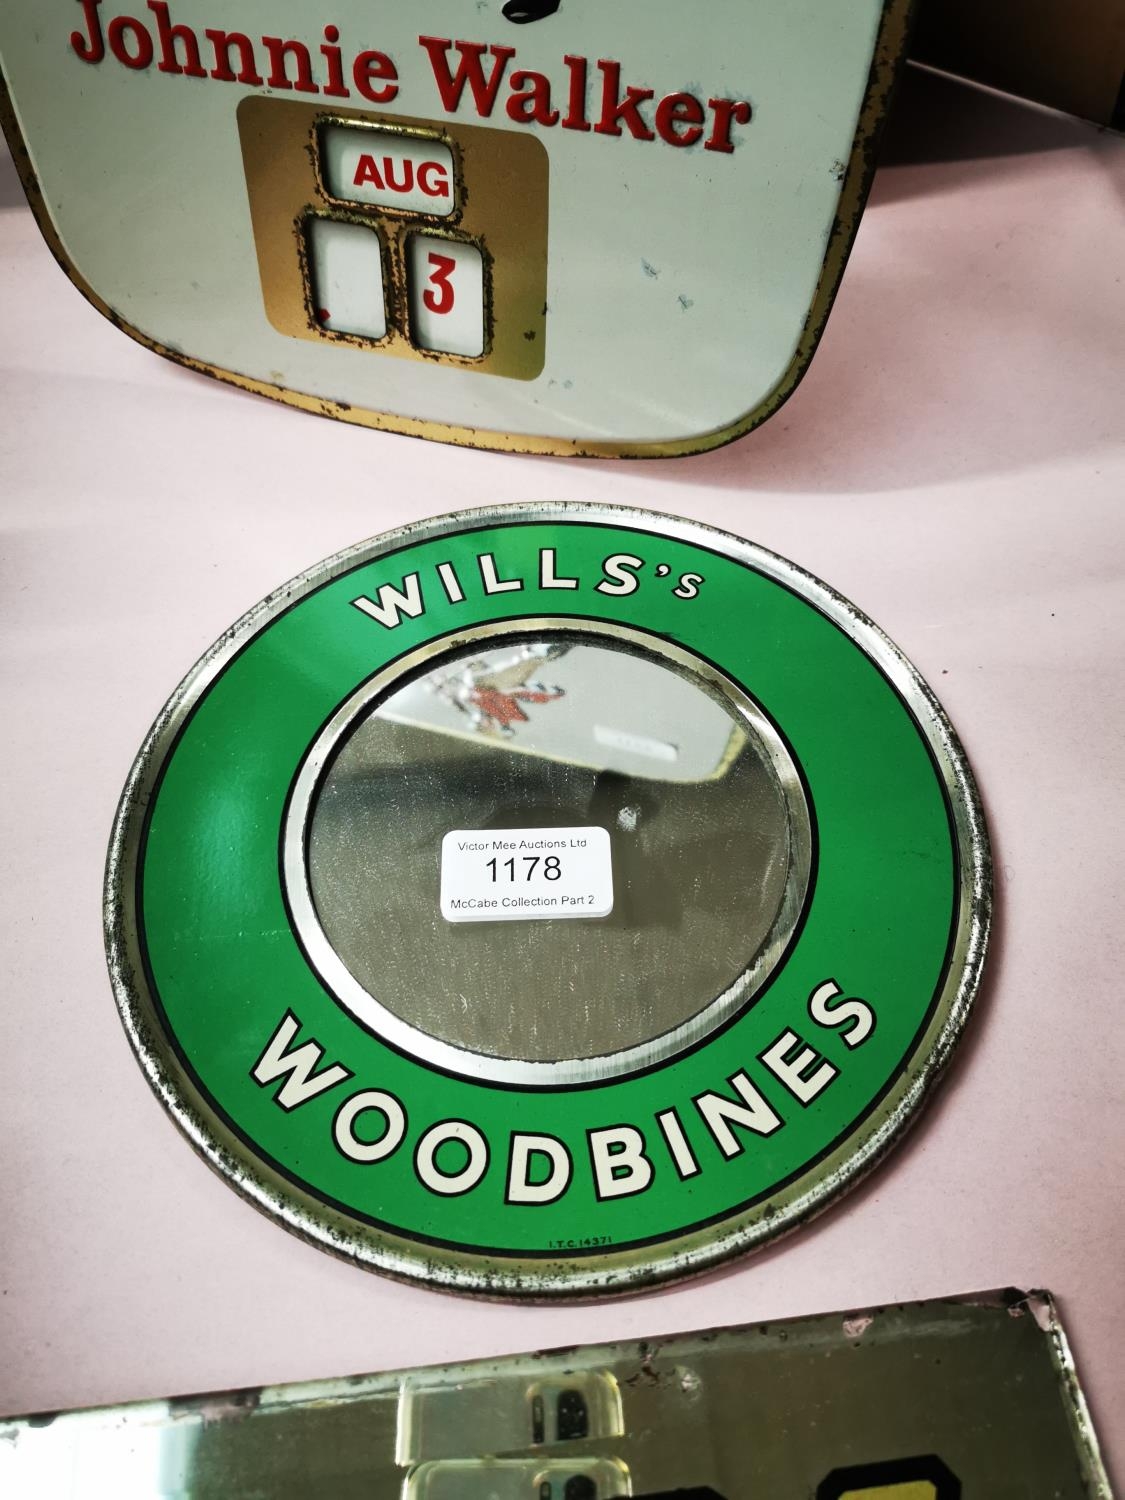 Johnnie Walker
AUG
3
WILLS's
Victor Mee Auctions Ltd
1178
McCabe Collection Part 2
WOODBINES
I.T.C. 14371